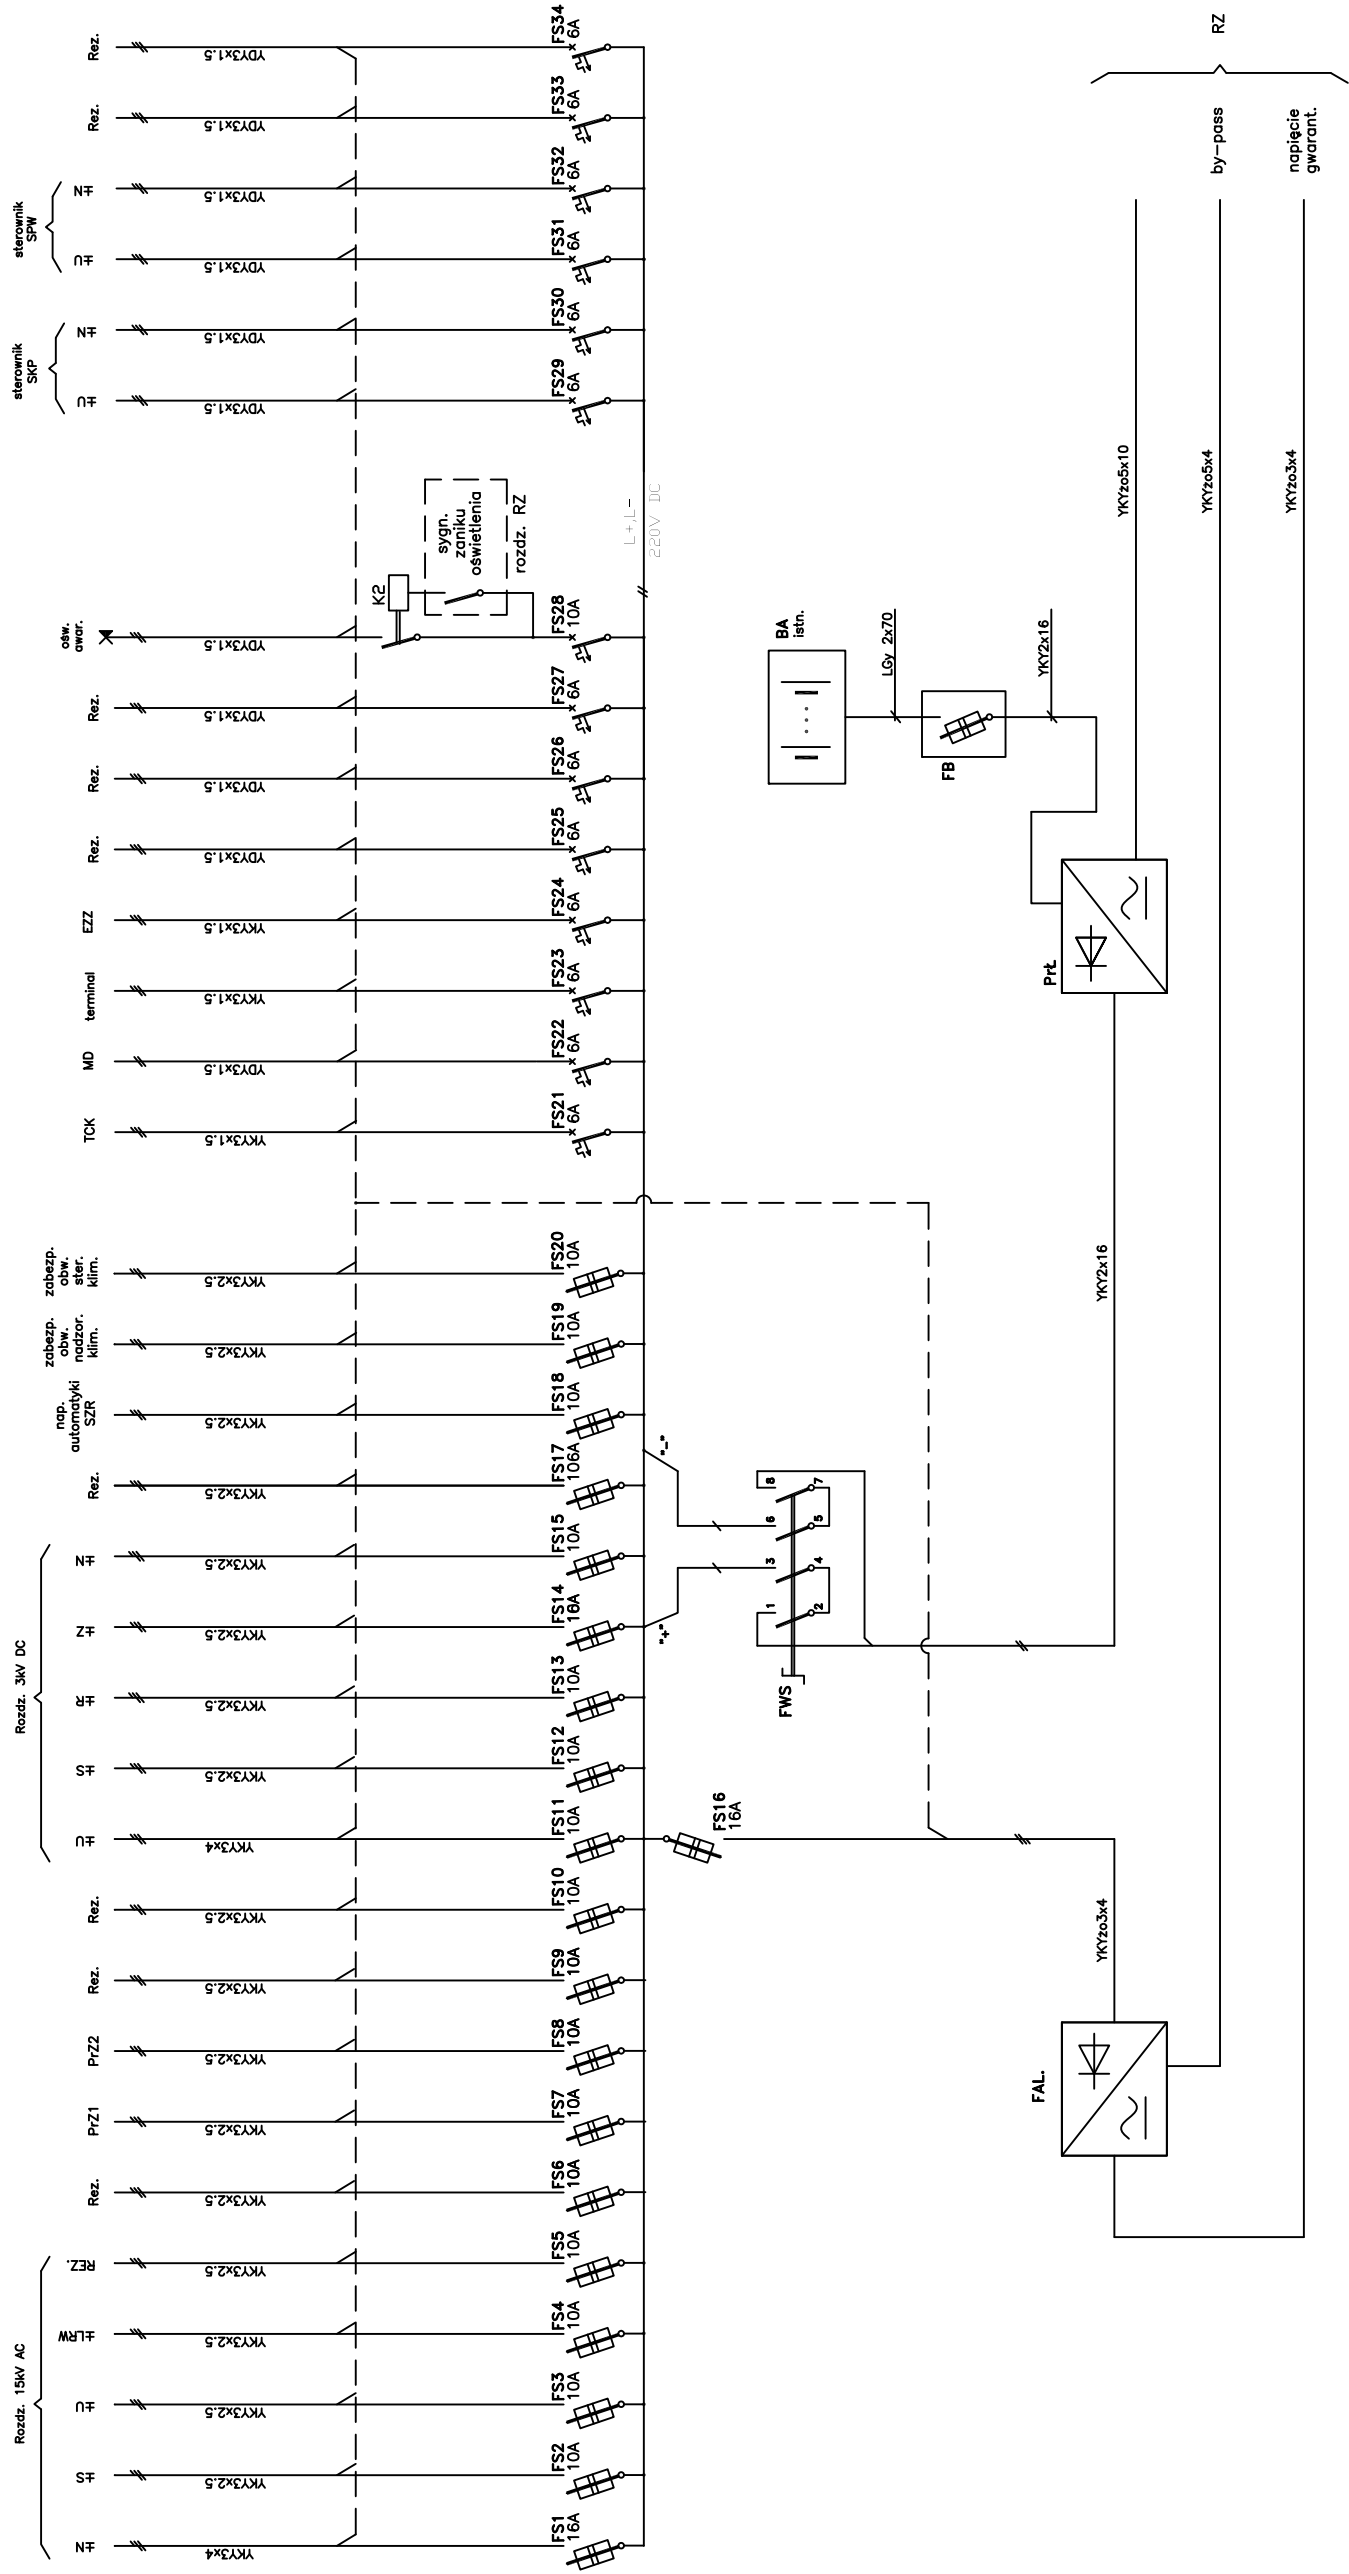 Rozdz. 15kV AC
±N
YKY3x4
FS1
16A
±S
YKY3x2.5
FS2
10A
±U
YKY3x2.5
FS3
10A
±LRW
YKY3x2.5
FS4
10A
REZ.
YKY3x2.5
FS5
10A
Rez.
YKY3x2.5
FS6
10A
PrZ1
YKY3x2.5
FS7
10A
PrZ2
YKY3x2.5
FS8
10A
Rez.
YKY3x2.5
FS9
10A
Rez.
YKY3x2.5
FS10
10A
Rozdz. 3kV DC
±U
YKY3x4
FS11
10A
±S
YKY3x2.5
FS12
10A
±R
YKY3x2.5
FS13
10A
±Z
YKY3x2.5
FS14
16A
±N
YKY3x2.5
FS15
10A
Rez.
YKY3x2.5
FS17
106A
nap.
automatyki
SZR
YKY3x2.5
FS18
10A
zabezp.
obw.
nadzor.
klim.
YKY3x2.5
FS19
10A
zabezp.
obw.
ster.
klim.
YKY3x2.5
FS20
10A
TCK
YKY3x1.5
FS21
6A
MD
YDY3x1.5
FS22
6A
terminal
YKY3x1.5
FS23
6A
EZZ
YKY3x1.5
FS24
6A
Rez.
YDY3x1.5
FS25
6A
Rez.
YDY3x1.5
FS26
6A
Rez.
YDY3x1.5
FS27
6A
ośw.
awar.
YDY3x1.5
FS28
10A
K2
sygn.
zaniku
oświetlenia
rozdz. RZ
sterownik
SKP
±U
YDY3x1.5
FS29
6A
±N
YDY3x1.5
FS30
6A
sterownik
SPW
±U
YDY3x1.5
FS31
6A
±N
YDY3x1.5
FS32
6A
Rez.
YDY3x1.5
FS33
6A
Rez.
YDY3x1.5
FS34
6A
L+,L-
220V DC
FS16
16A
"+"
"-"
FWS
1
2
3
4
6
5
8
7
BA
istn.
LGy 2x70
FB
YKY2x16
PrŁ
YKY2x16
FAL.
YKYżo3x4
YKYżo5x10
YKYżo5x4
YKYżo3x4
by-pass
napięcie
gwarant.
RZ